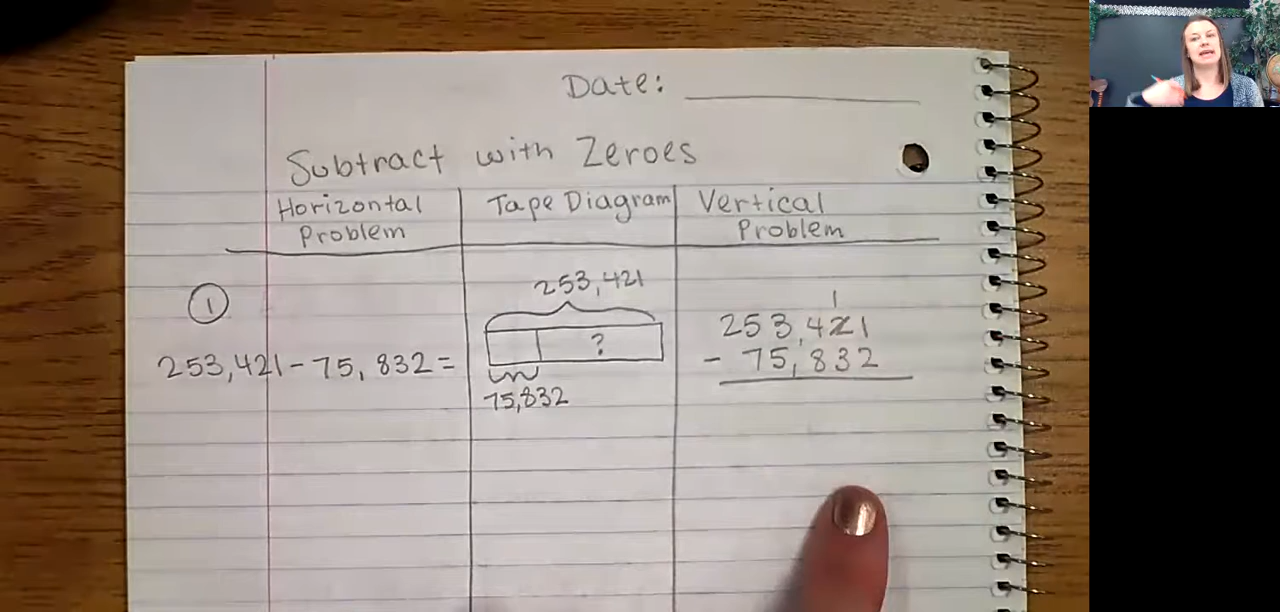 Date:
Subtract with Zeroes
Horizontal Problem
Tape Diagram
Vertical Problem
1
253,421 - 75,832 =
253,421
?
75,832
1
253,421
- 75,832